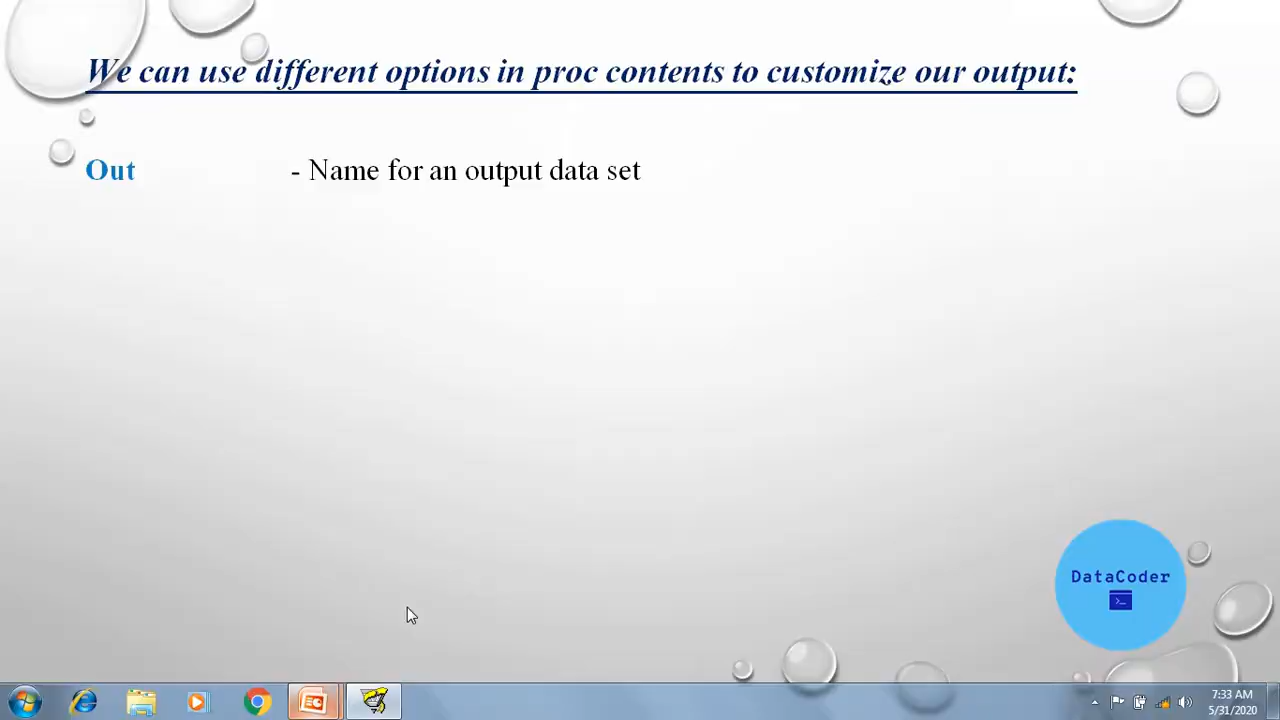 We can use different options in proc contents to customize our output:
Out - Name for an output data set
DataCoder
>_
7:33 AM
5/31/2020